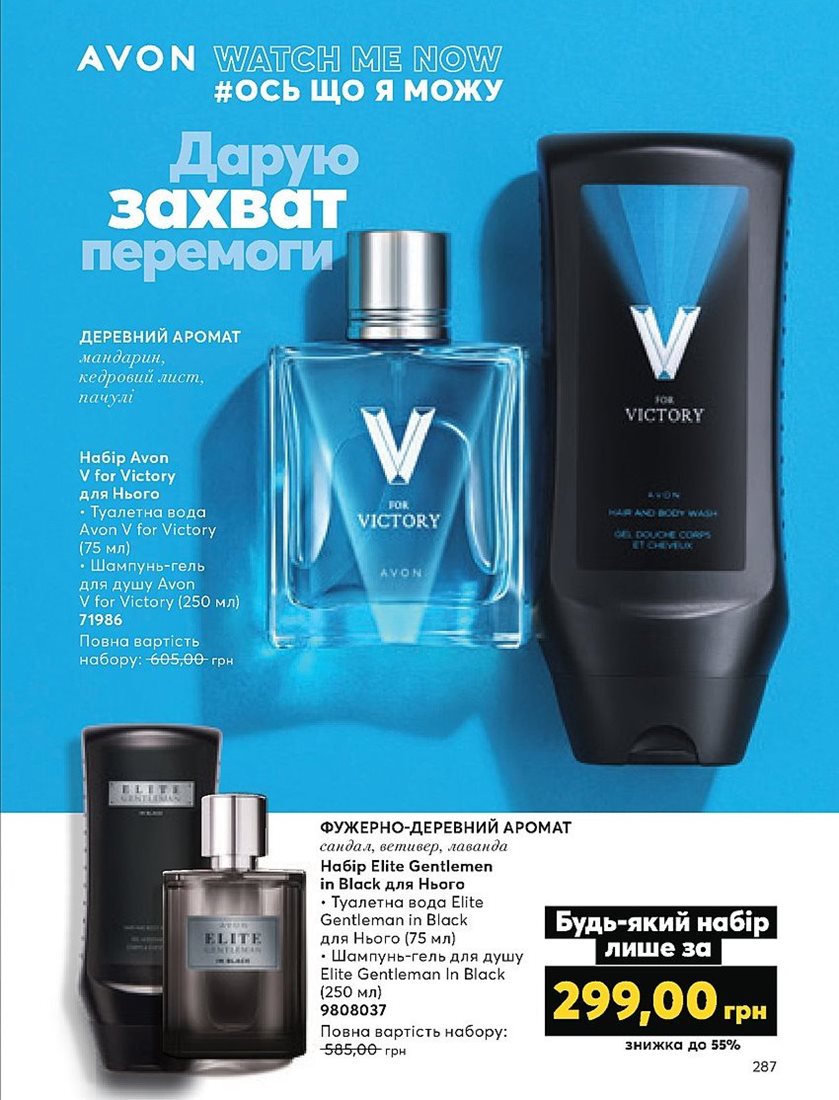 AVON WATCH ME NOW
#ОСЬ ЩО Я МОЖУ
Дарую
захват
перемоги
ДЕРЕВНИЙ АРОМАТ
мандарин,
кедровий лист,
пачулі
Набір Avon
V for Victory
для Нього
• Туалетна вода
Avon V for Victory
(75 мл)
• Шампунь-гель
для душу Avon
V for Victory (250 мл)
71986
Повна вартість
набору: 605,00 грн
V
FOR
VICTORY
AVON
V
FOR
VICTORY
AVON
HAIR AND BODY WASH
GEL DOUCHE CORPS
ET CHEVEUX
ELITE
GENTLEMAN
IN BLACK
AVON
ELITE
GENTLEMAN
IN BLACK
ФУЖЕРНО-ДЕРЕВНИЙ АРОМАТ
сандал, ветивер, лаванда
Набір Elite Gentlemen
in Black для Нього
• Туалетна вода Elite
Gentleman in Black
для Нього (75 мл)
• Шампунь-гель для душу
Elite Gentleman In Black
(250 мл)
9808037
Повна вартість набору:
585,00 грн
Будь-який набір
лише за
299,00 грн
знижка до 55%
287